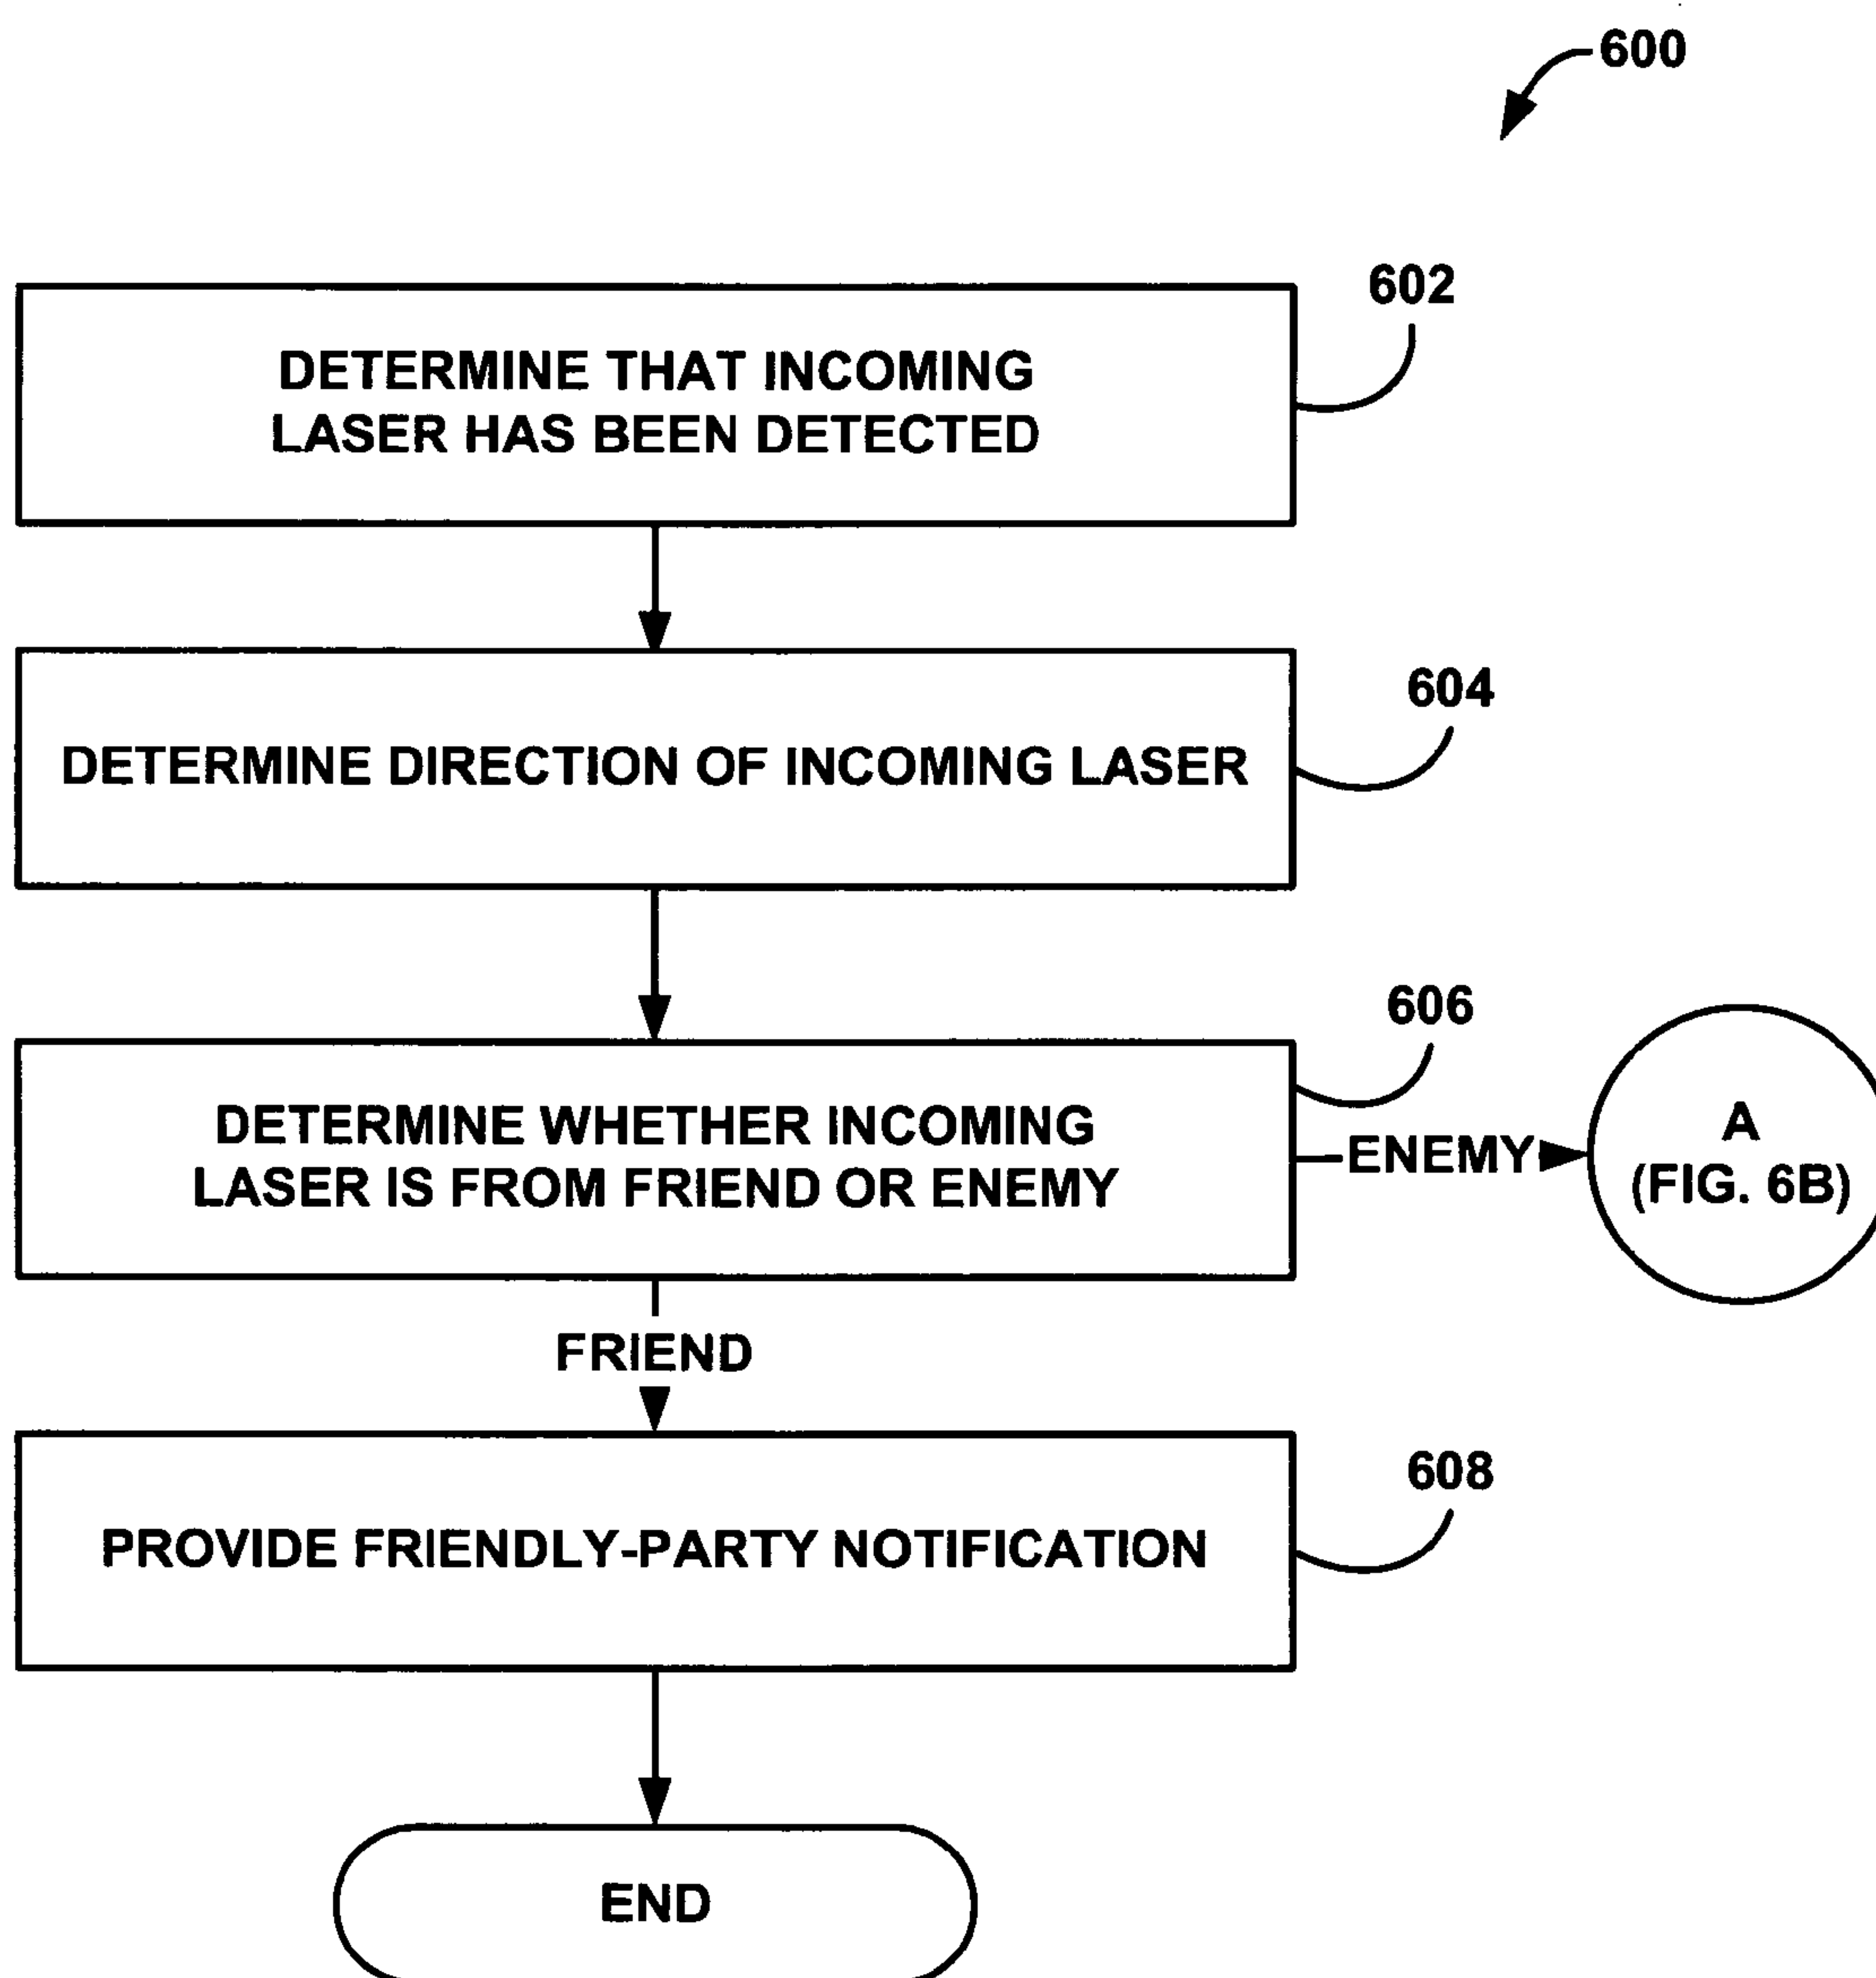 600
602
DETERMINE THAT INCOMING
LASER HAS BEEN DETECTED
604
DETERMINE DIRECTION OF INCOMING LASER
606
DETERMINE WHETHER INCOMING
LASER IS FROM FRIEND OR ENEMY
ENEMY
A
(FIG. 6B)
FRIEND
608
PROVIDE FRIENDLY-PARTY NOTIFICATION
END